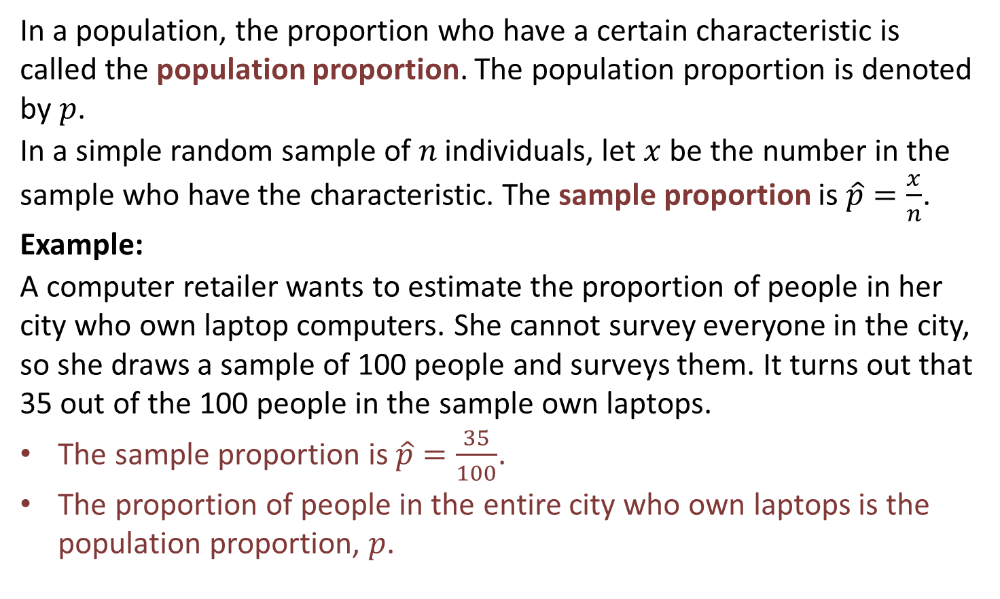 In a population, the proportion who have a certain characteristic is
called the population proportion. The population proportion is denoted
by 𝑝.
In a simple random sample of 𝑛 individuals, let 𝑥 be the number in the
sample who have the characteristic. The sample proportion is 𝑝̂ = 𝑥/𝑛.
Example:
A computer retailer wants to estimate the proportion of people in her
city who own laptop computers. She cannot survey everyone in the city,
so she draws a sample of 100 people and surveys them. It turns out that
35 out of the 100 people in the sample own laptops.
• The sample proportion is 𝑝̂ = 35/100.
• The proportion of people in the entire city who own laptops is the
population proportion, 𝑝.